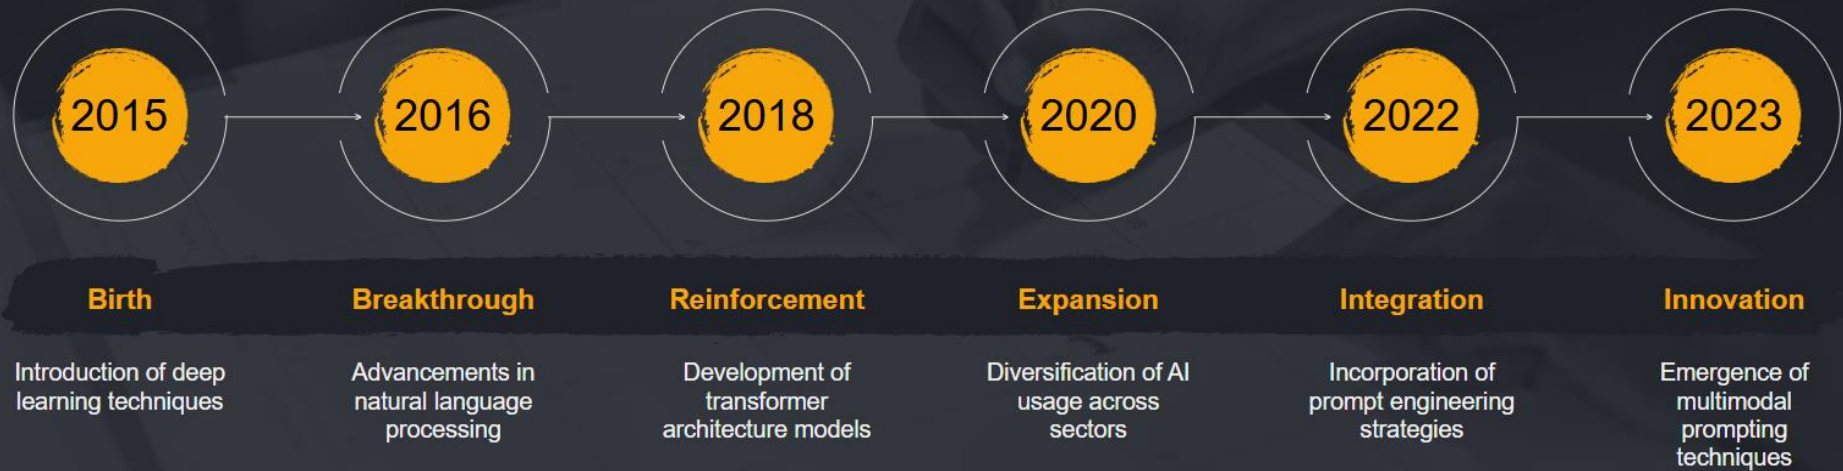 2015
2016
2018
2020
2022
2023
Birth
Introduction of deep
learning techniques
Breakthrough
Advancements in
natural language
processing
Reinforcement
Development of
transformer
architecture models
Expansion
Diversification of AI
usage across
sectors
Integration
Incorporation of
prompt engineering
strategies
Innovation
Emergence of
multimodal
prompting
techniques